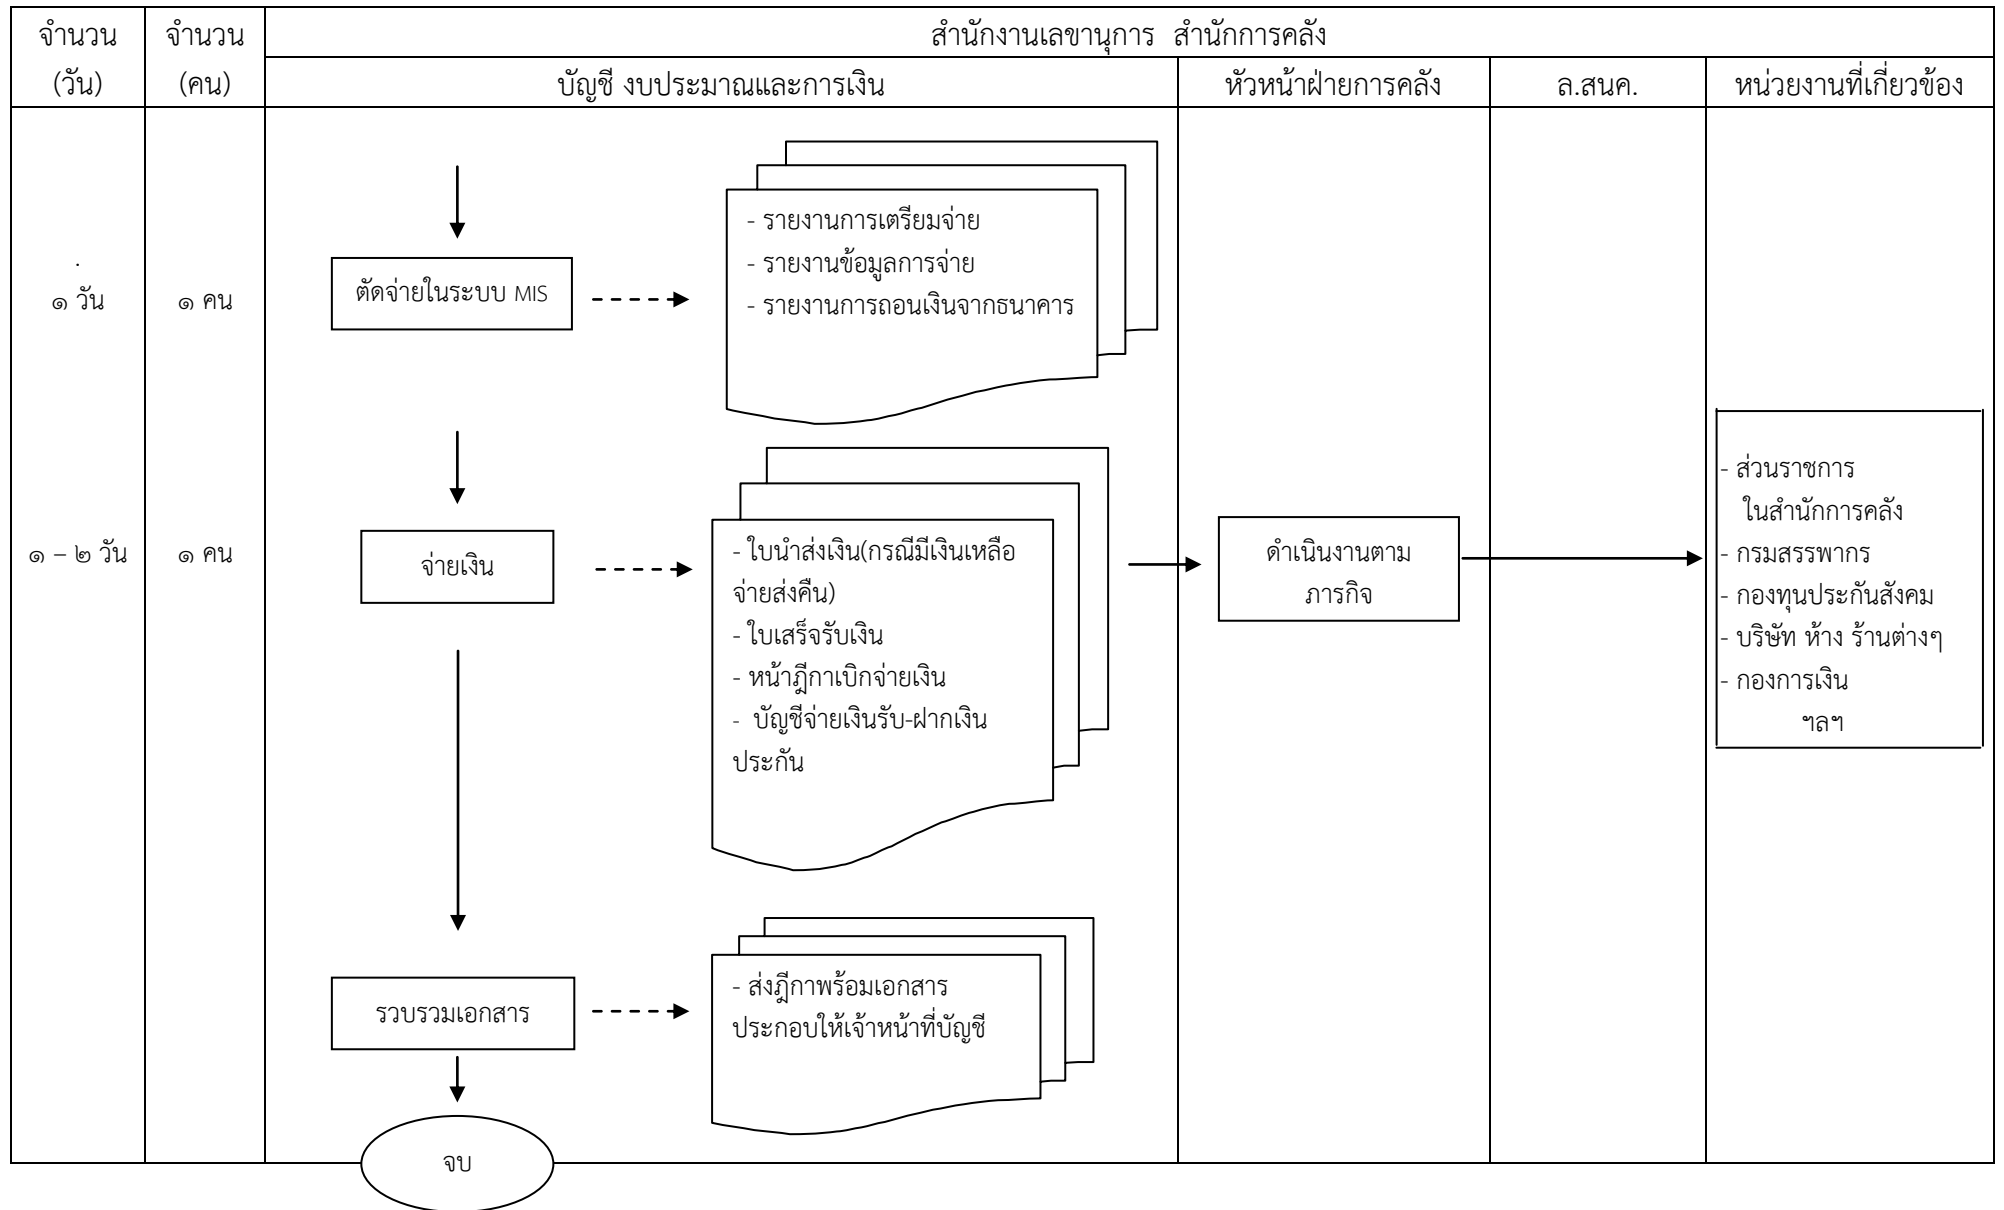 จำนวน
(วัน)
จำนวน
(คน)
สำนักงานเลขานุการ สำนักการคลัง
บัญชี งบประมาณและการเงิน
หัวหน้าฝ่ายการคลัง
ล.สนค.
หน่วยงานที่เกี่ยวข้อง
.
๑ วัน
๑ คน
ตัดจ่ายในระบบ MIS
- รายงานการเตรียมจ่าย
- รายงานข้อมูลการจ่าย
- รายงานการถอนเงินจากธนาคาร
๑ – ๒ วัน
๑ คน
จ่ายเงิน
- ใบนำส่งเงิน(กรณีมีเงินเหลือ
จ่ายส่งคืน)
- ใบเสร็จรับเงิน
- หน้าฎีกาเบิกจ่ายเงิน
- บัญชีจ่ายเงินรับ-ฝากเงิน
ประกัน
ดำเนินงานตาม
ภารกิจ
- ส่วนราชการ
ในสำนักการคลัง
- กรมสรรพากร
- กองทุนประกันสังคม
- บริษัท ห้าง ร้านต่างๆ
- กองการเงิน
ฯลฯ
รวบรวมเอกสาร
- ส่งฎีกาพร้อมเอกสาร
ประกอบให้เจ้าหน้าที่บัญชี
จบ